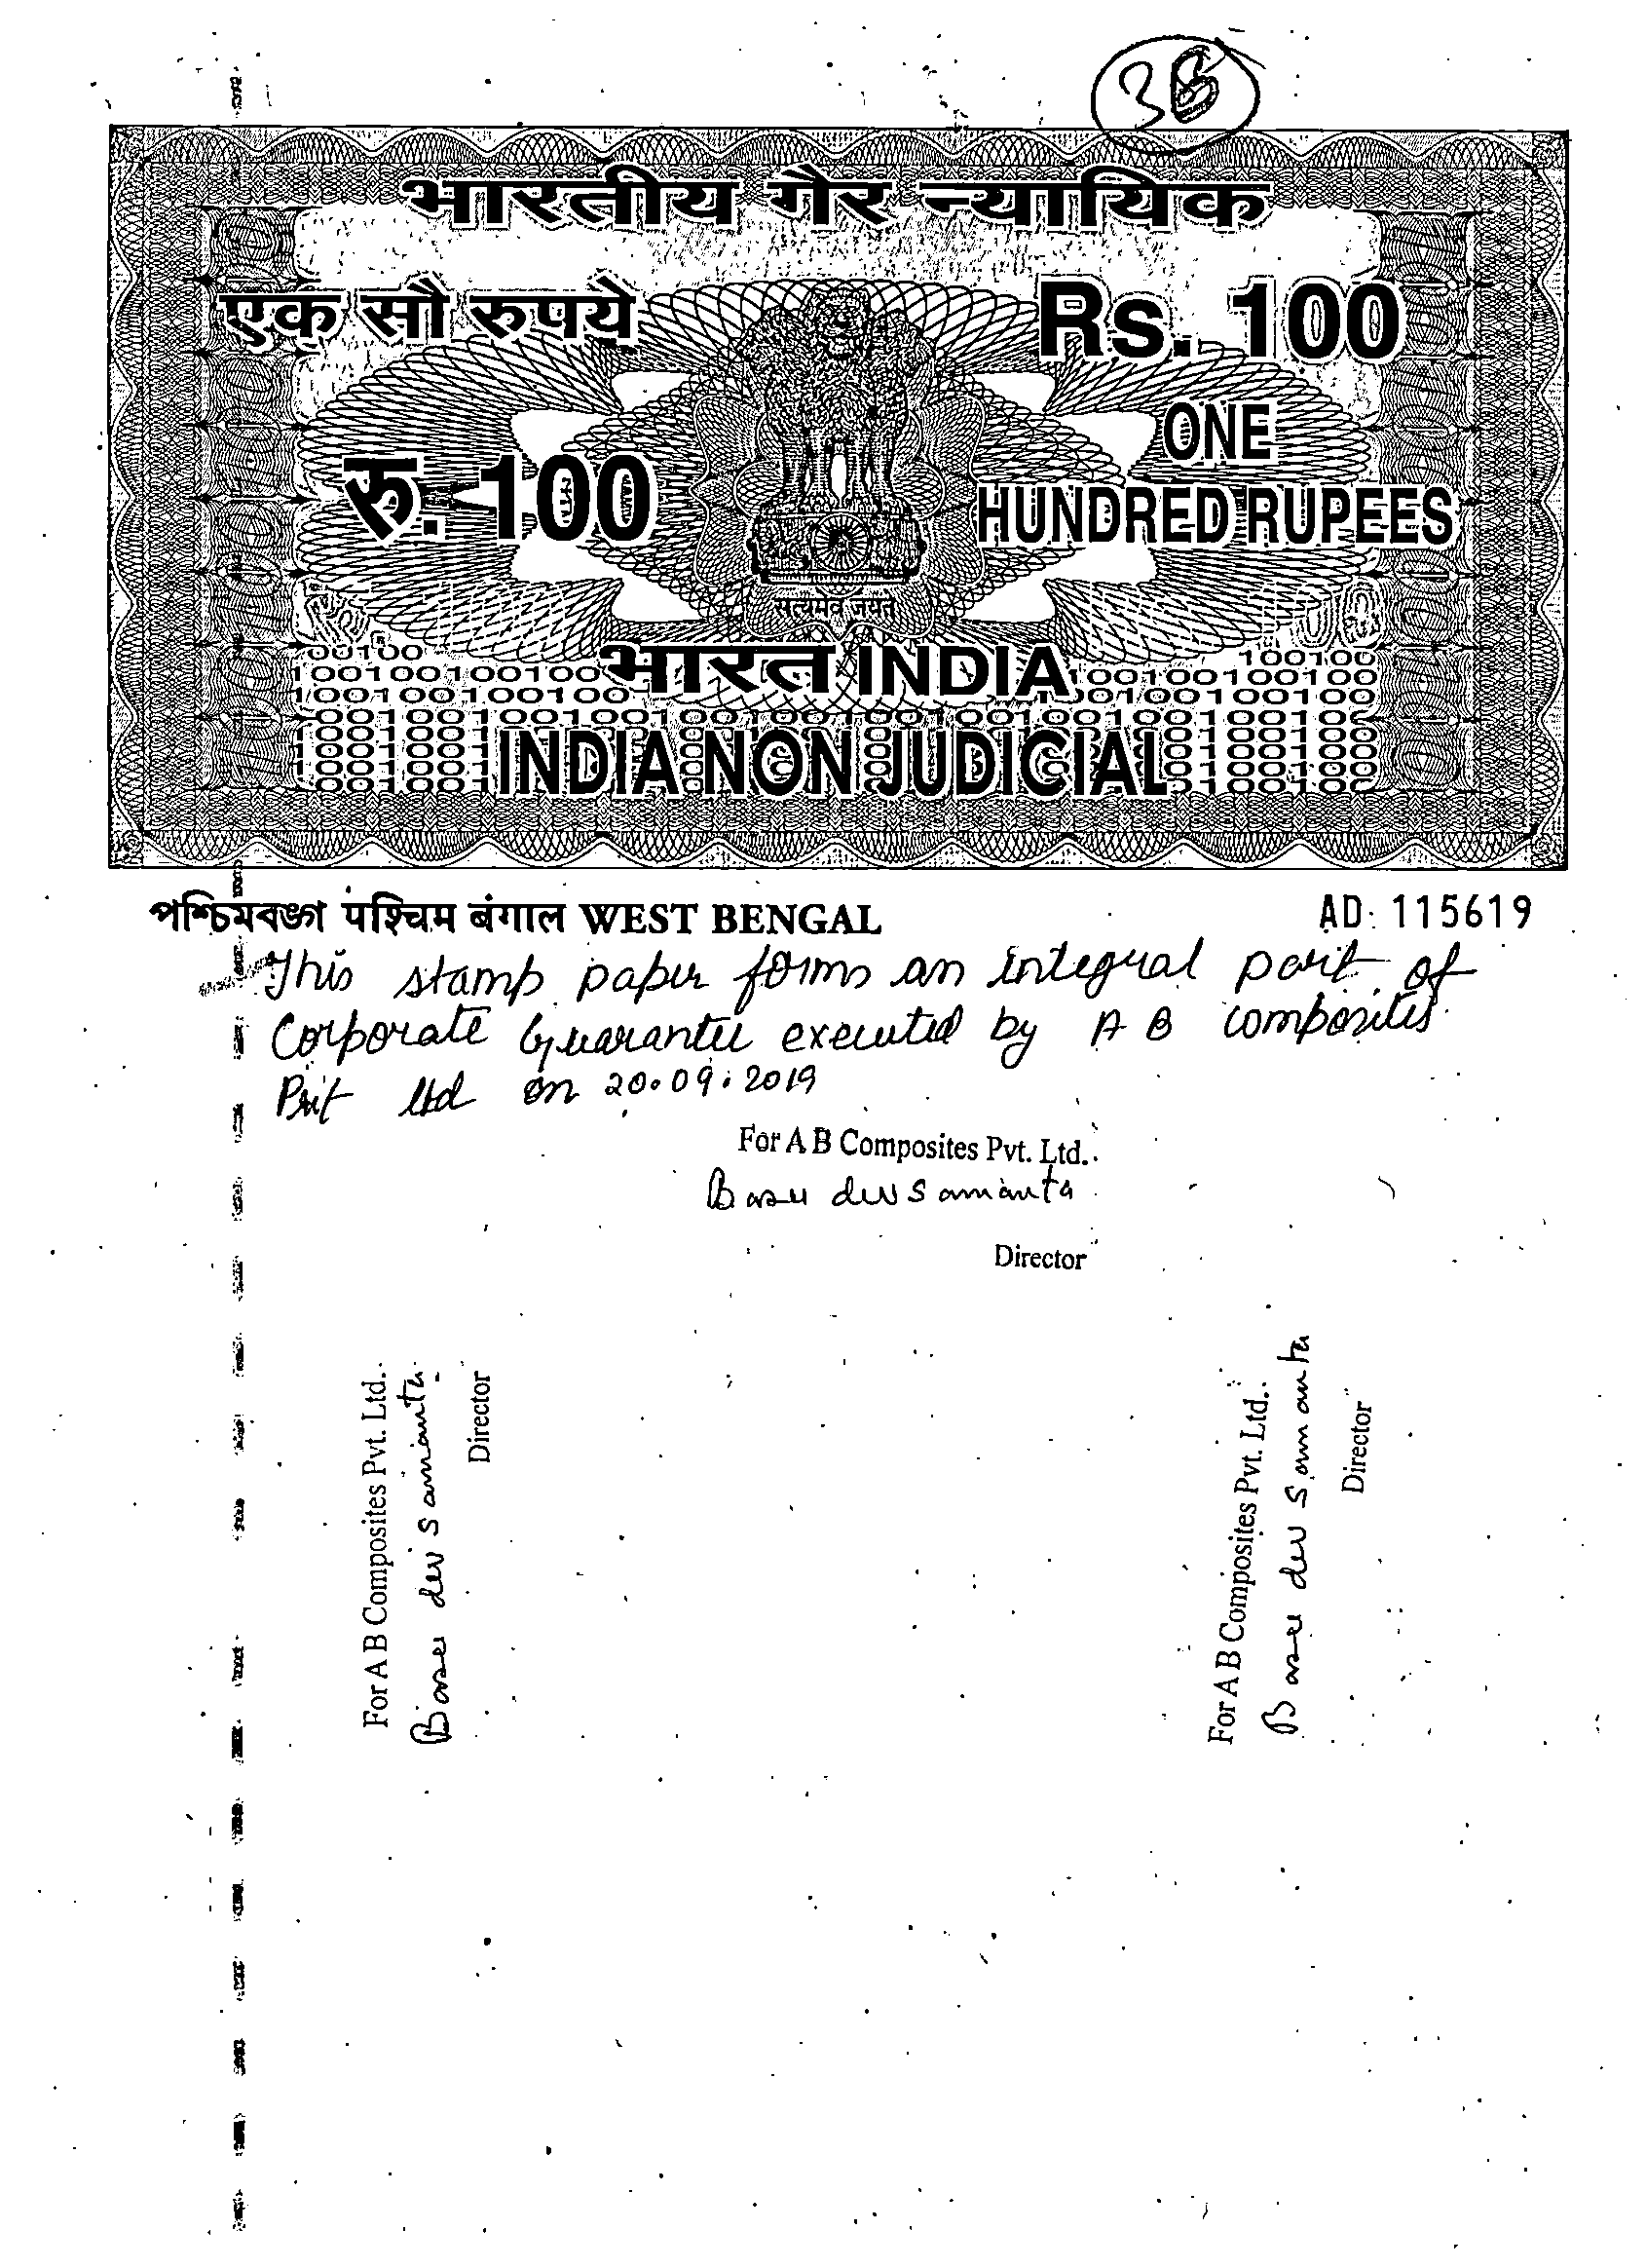 भारतीय गैर न्यायिक
एक सौ रुपये Rs. 100
रु. 100 ONE
HUNDRED RUPEES
सत्यमेव जयते
भारत INDIA
INDIA NON JUDICIAL
পশ্চিমবঙ্গ पश्चिम बंगाल WEST BENGAL AD 115619
This stamp paper forms an integral part of
Corporate Guarantee executed by A B Composites
Pvt Ltd on 20.09.2019
For A B Composites Pvt. Ltd.
Basu dev Samanta
Director
For A B Composites Pvt. Ltd.
Basu dev Samanta
Director
For A B Composites Pvt. Ltd.
Basu dev Samanta
Director